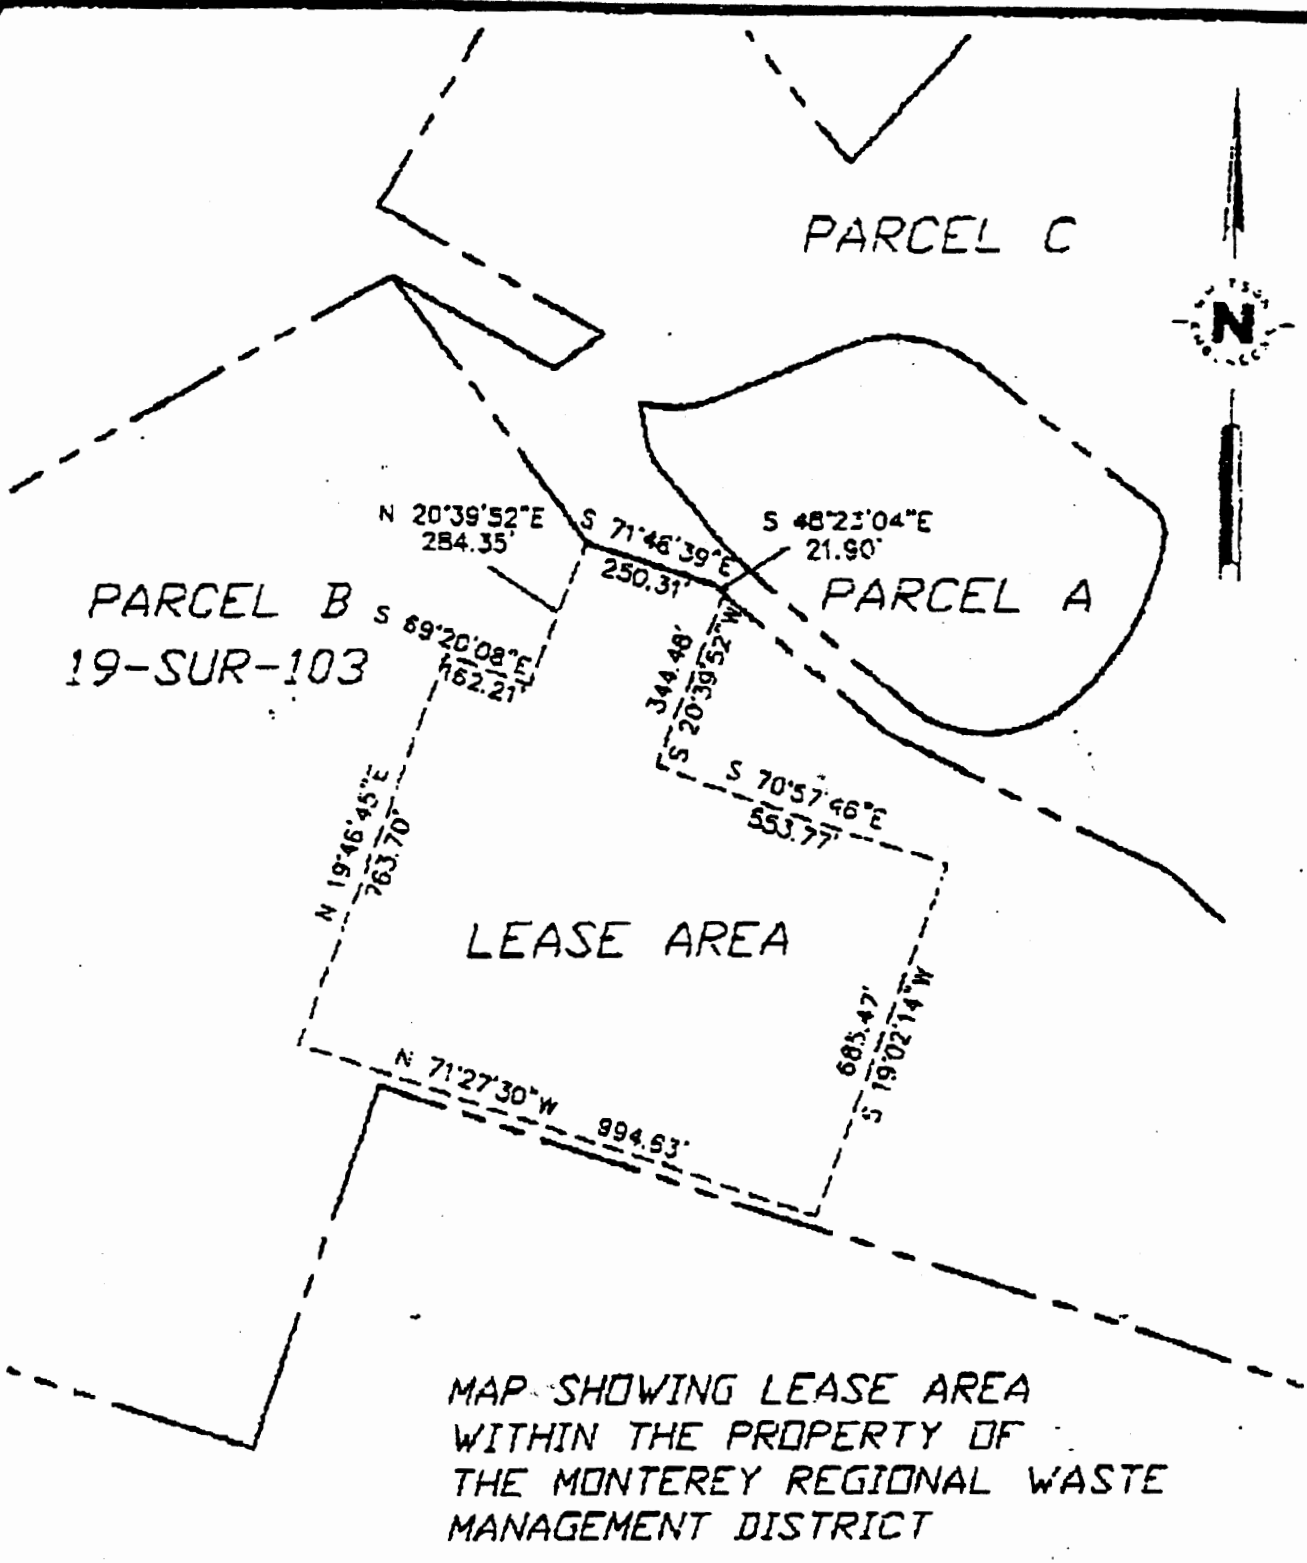 PARCEL C
N
N 20°39'52"E
284.35'
S 71°46'39"E
250.31'
S 48°23'04"E
21.90'
PARCEL B
19-SUR-103
PARCEL A
S 69°20'08"E
162.21'
344.48'
S 20°39'52"W
S 70°57'46"E
553.77'
N 19°46'45"E
763.70'
LEASE AREA
685.47'
S 19°02'14"W
N 71°27'30"W
994.63'
MAP SHOWING LEASE AREA
WITHIN THE PROPERTY OF
THE MONTEREY REGIONAL WASTE
MANAGEMENT DISTRICT